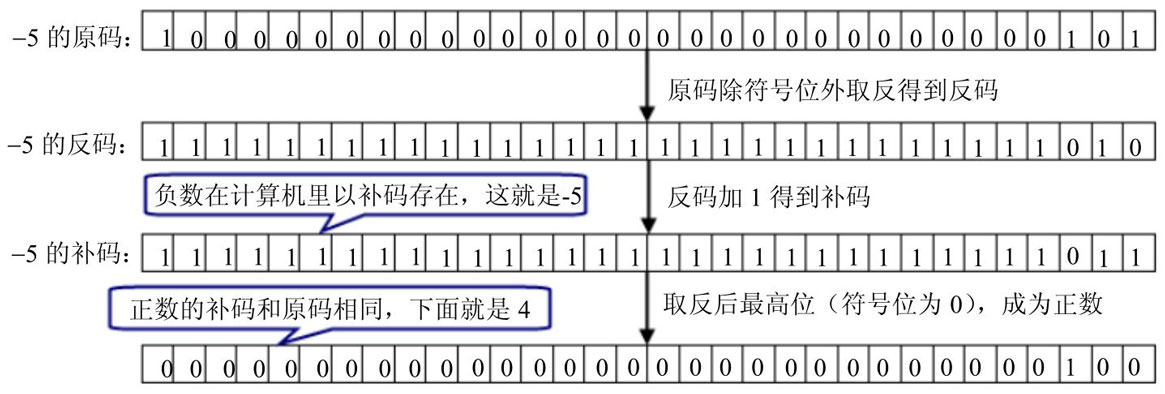 −5 的原码: 1 0 0 0 0 0 0 0 0 0 0 0 0 0 0 0 0 0 0 0 0 0 0 0 0 0 0 0 0 1 0 1
原码除符号位外取反得到反码
−5 的反码: 1 1 1 1 1 1 1 1 1 1 1 1 1 1 1 1 1 1 1 1 1 1 1 1 1 1 1 1 1 0 1 0
负数在计算机里以补码存在，这就是-5
反码加 1 得到补码
−5 的补码: 1 1 1 1 1 1 1 1 1 1 1 1 1 1 1 1 1 1 1 1 1 1 1 1 1 1 1 1 1 0 1 1
正数的补码和原码相同，下面就是 4
取反后最高位（符号位为 0），成为正数
0 0 0 0 0 0 0 0 0 0 0 0 0 0 0 0 0 0 0 0 0 0 0 0 0 0 0 0 0 1 0 0